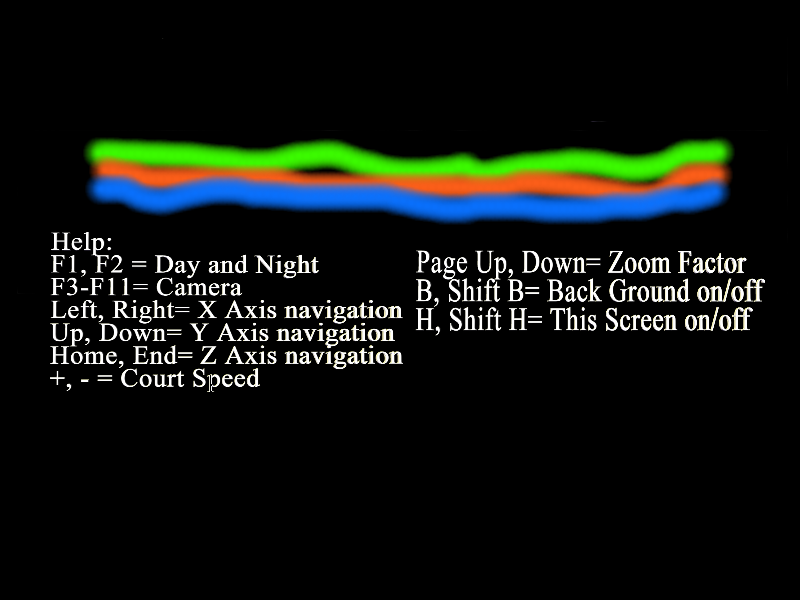 Help:
F1, F2 = Day and Night
F3-F11= Camera
Left, Right= X Axis navigation
Up, Down= Y Axis navigation
Home, End= Z Axis navigation
+, - = Court Speed
Page Up, Down= Zoom Factor
B, Shift B= Back Ground on/off
H, Shift H= This Screen on/off